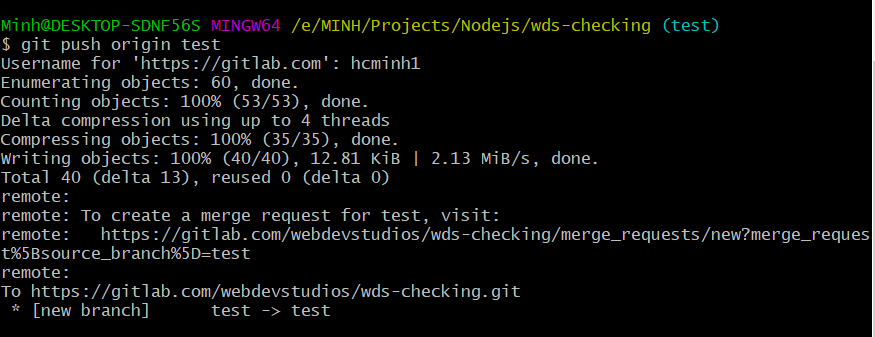 Minh@DESKTOP-SDNF56S MINGW64 /e/MINH/Projects/Nodejs/wds-checking (test)
$ git push origin test
Username for 'https://gitlab.com': hcminh1
Enumerating objects: 60, done.
Counting objects: 100% (53/53), done.
Delta compression using up to 4 threads
Compressing objects: 100% (35/35), done.
Writing objects: 100% (40/40), 12.81 KiB | 2.13 MiB/s, done.
Total 40 (delta 13), reused 0 (delta 0)
remote:
remote: To create a merge request for test, visit:
remote:   https://gitlab.com/webdevstudios/wds-checking/merge_requests/new?merge_reques
t%5Bsource_branch%5D=test
remote:
To https://gitlab.com/webdevstudios/wds-checking.git
 * [new branch]      test -> test